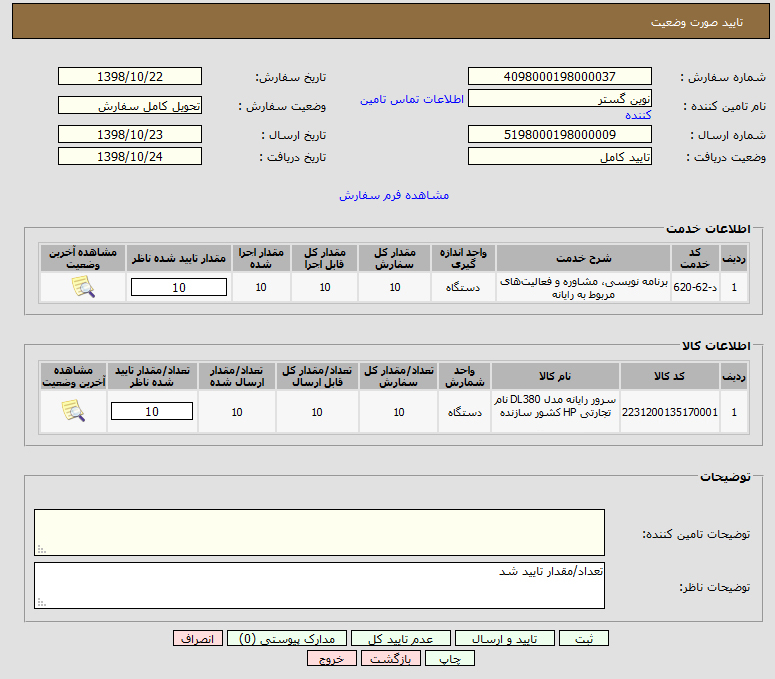 تایید صورت وضعیت
شماره سفارش : 4098000198000037 تاریخ سفارش: 1398/10/22
نام تامین کننده : نوین گستر اطلاعات تماس تامین کننده وضعیت سفارش : تحویل کامل سفارش
شماره ارسال : 5198000198000009 تاریخ ارسال : 1398/10/23
وضعیت دریافت : تایید کامل تاریخ دریافت : 1398/10/24
مشاهده فرم سفارش
اطلاعات خدمت
ردیف کد خدمت شرح خدمت واحد اندازه گیری مقدار کل سفارش مقدار کل قابل اجرا مقدار اجرا شده مقدار تایید شده ناظر مشاهده آخرین وضعیت
1 د-62-620 برنامه نویسی، مشاوره و فعالیت‌های مربوط به رایانه دستگاه 10 10 10 10
اطلاعات کالا
ردیف کد کالا نام کالا واحد شمارش تعداد/مقدار کل سفارش تعداد/مقدار کل قابل ارسال تعداد/مقدار ارسال شده تعداد/مقدار تایید شده ناظر مشاهده آخرین وضعیت
1 2231200135170001 سرور رایانه مدل DL380 نام تجارتی HP کشور سازنده دستگاه 10 10 10 10
توضیحات
توضیحات تامین کننده:
توضیحات ناظر: تعداد/مقدار تایید شد
ثبت تایید و ارسال عدم تایید کل مدارک پیوستی (0) انصراف
چاپ بازگشت خروج